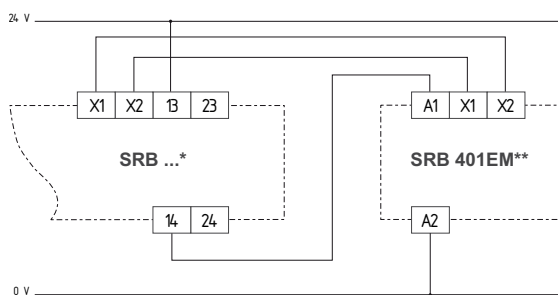 24 V
X1 X2 13 23 A1 X1 X2
SRB ...* SRB 401EM**
14 24 A2
0 V